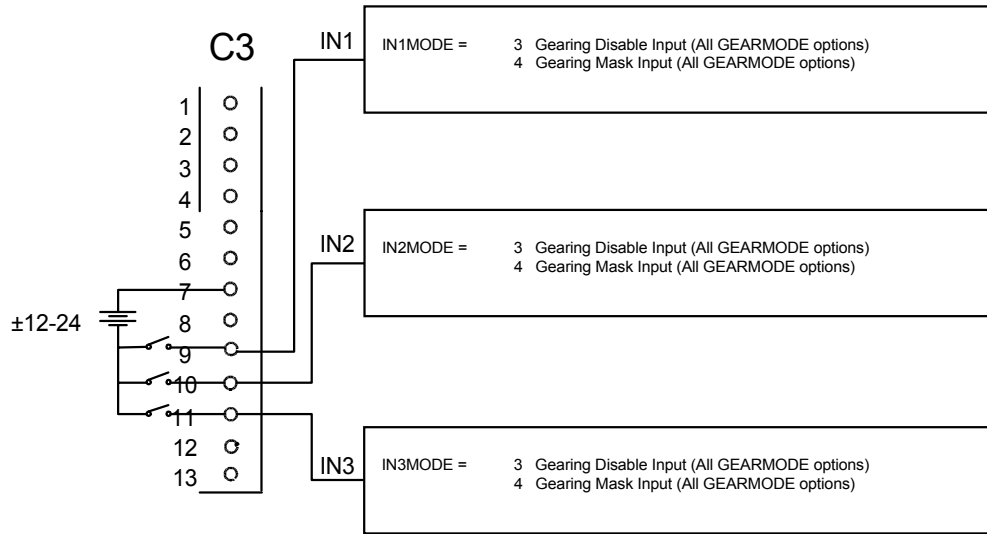 C3
1
2
3
4
5
6
7
8
9
10
11
12
13
±12-24
IN1
IN1MODE = 3 Gearing Disable Input (All GEARMODE options)
4 Gearing Mask Input (All GEARMODE options)
IN2
IN2MODE = 3 Gearing Disable Input (All GEARMODE options)
4 Gearing Mask Input (All GEARMODE options)
IN3
IN3MODE = 3 Gearing Disable Input (All GEARMODE options)
4 Gearing Mask Input (All GEARMODE options)